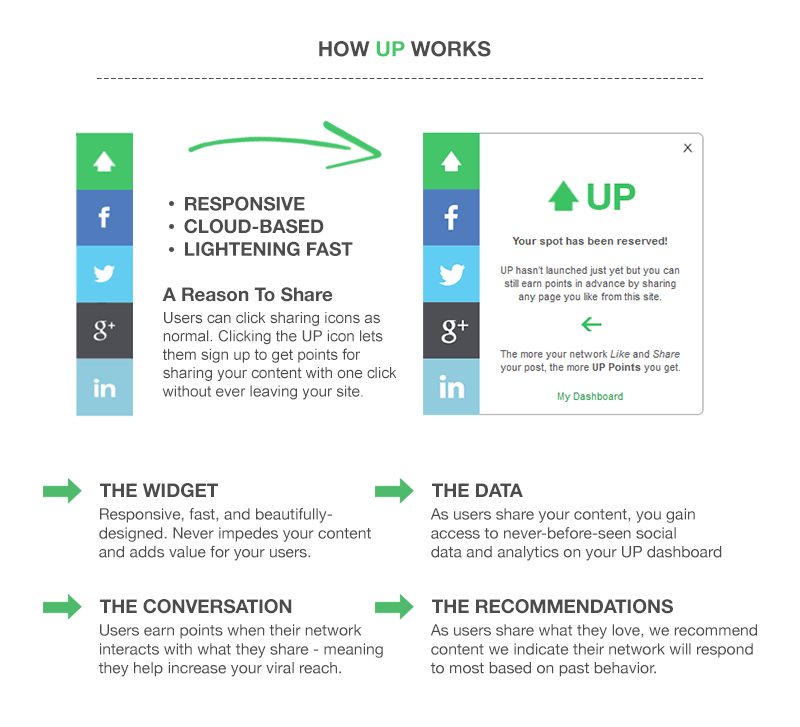 HOW UP WORKS
f
g+
in
• RESPONSIVE
• CLOUD-BASED
• LIGHTENING FAST
A Reason To Share
Users can click sharing icons as
normal. Clicking the UP icon lets
them sign up to get points for
sharing your content with one click
without ever leaving your site.
f
g+
in
X
UP
Your spot has been reserved!
UP hasn't launched just yet but you can
still earn points in advance by sharing
any page you like from this site.
The more your network Like and Share
your post, the more UP Points you get.
My Dashboard
THE WIDGET
Responsive, fast, and beautifully-
designed. Never impedes your content
and adds value for your users.
THE DATA
As users share your content, you gain
access to never-before-seen social
data and analytics on your UP dashboard
THE CONVERSATION
Users earn points when their network
interacts with what they share - meaning
they help increase your viral reach.
THE RECOMMENDATIONS
As users share what they love, we recommend
content we indicate their network will respond
to most based on past behavior.